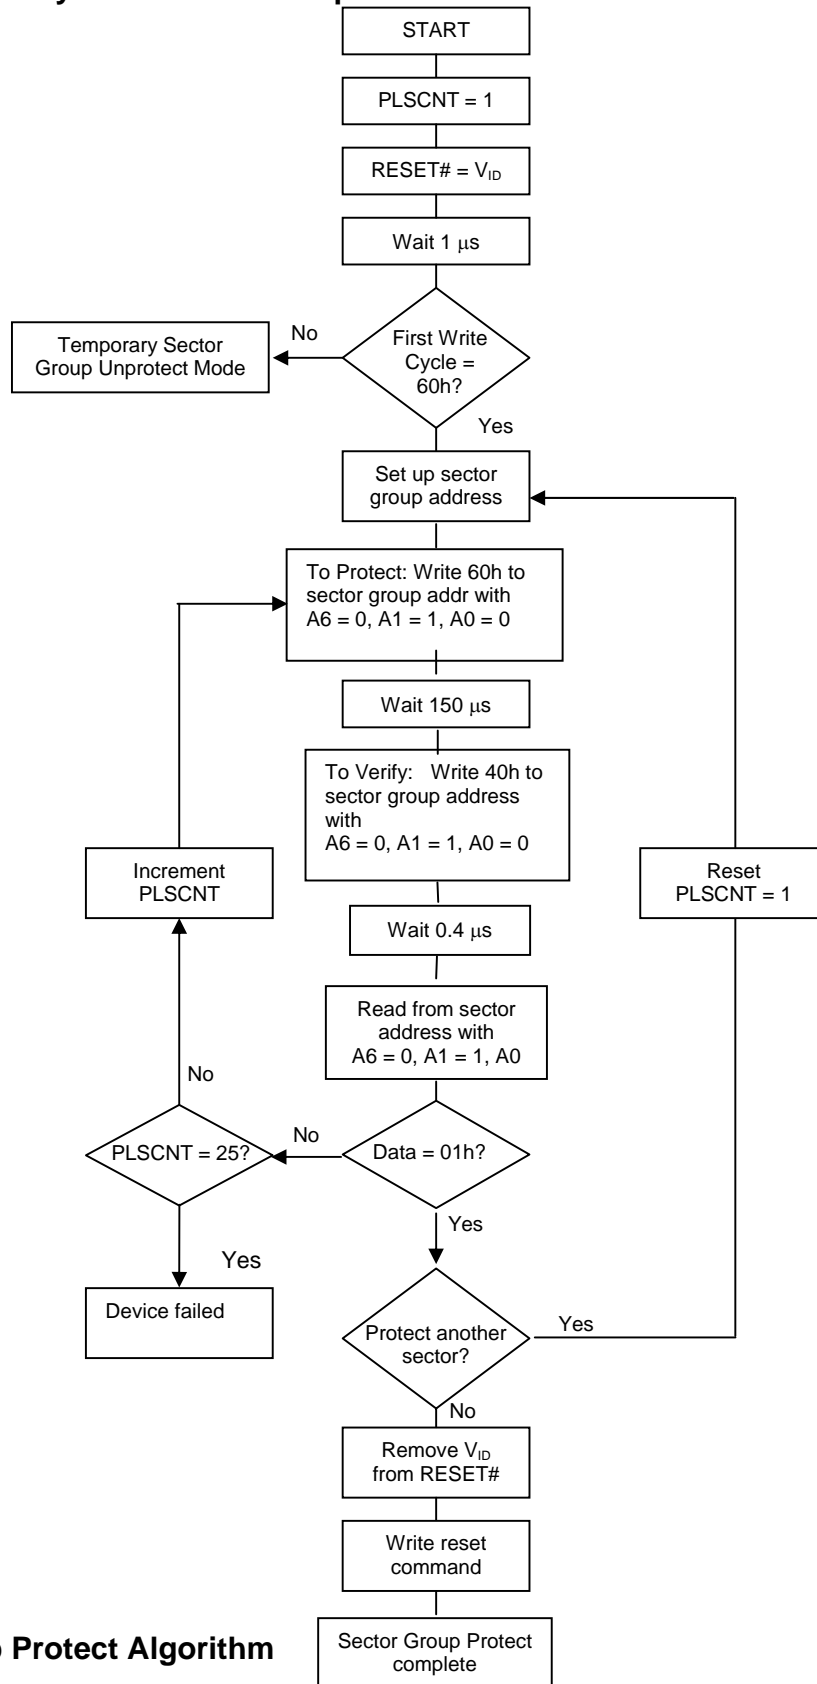 START
PLSCNT = 1
RESET# = VID
Wait 1 µs
First Write
Cycle =
60h?
No
Temporary Sector
Group Unprotect Mode
Yes
Set up sector
group address
To Protect: Write 60h to
sector group addr with
A6 = 0, A1 = 1, A0 = 0
Wait 150 µs
To Verify: Write 40h to
sector group address
with
A6 = 0, A1 = 1, A0 = 0
Increment
PLSCNT
Reset
PLSCNT = 1
Wait 0.4 µs
Read from sector
address with
A6 = 0, A1 = 1, A0
No
PLSCNT = 25?
No
Data = 01h?
Yes
Yes
Device failed
Protect another
sector?
Yes
No
Remove VID
from RESET#
Write reset
command
Protect Algorithm
Sector Group Protect
complete